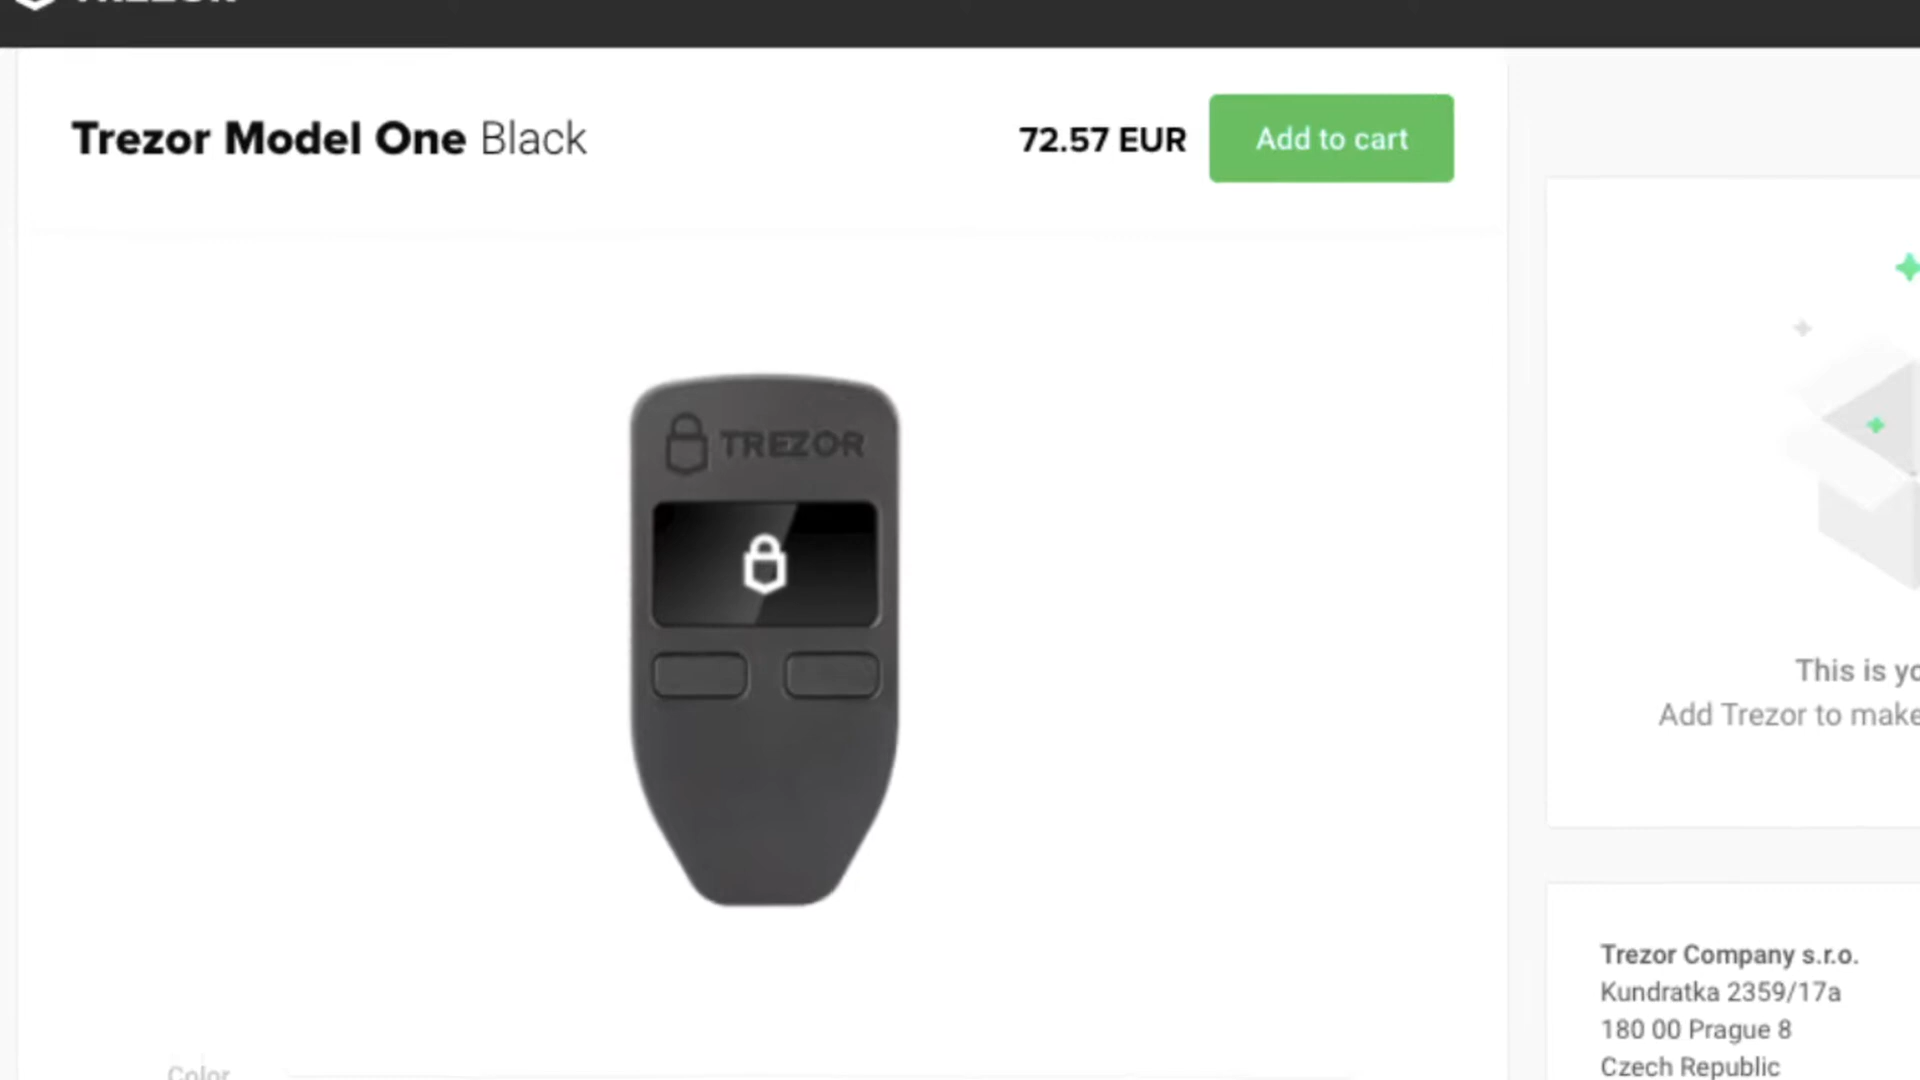 TREZOR
Trezor Model One Black
72.57 EUR
Add to cart
TREZOR
This is yo
Add Trezor to make
Trezor Company s.r.o.
Kundratka 2359/17a
180 00 Prague 8
Czech Republic
Color